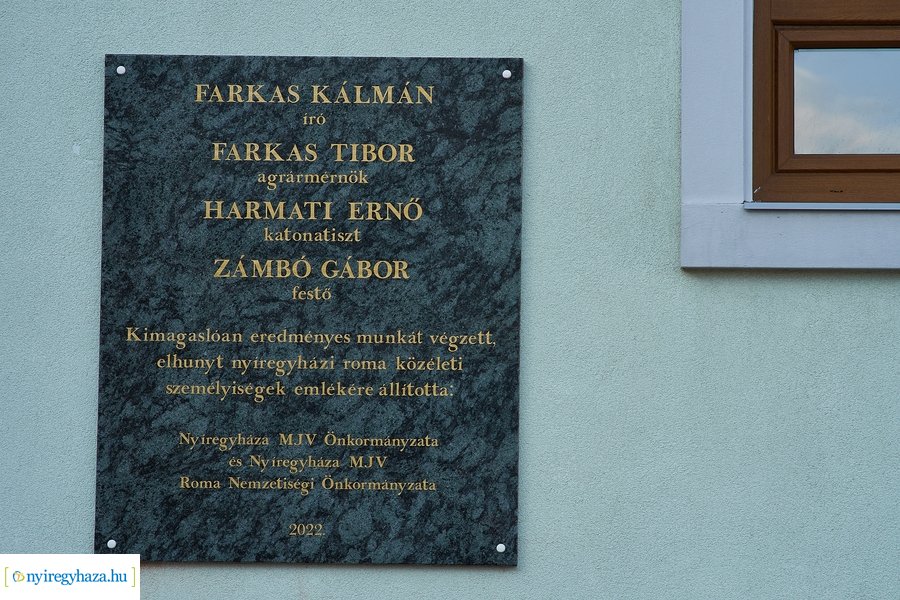 FARKAS KÁLMÁN
író
FARKAS TIBOR
agrármérnök
HARMATI ERNŐ
katonatiszt
ZÁMBÓ GÁBOR
festő
Kimagaslóan eredményes munkát végzett,
elhunyt nyíregyházi roma közéleti
személyiségek emlékére állította:
Nyíregyháza MJV Önkormányzata
és Nyíregyháza MJV
Roma Nemzetiségi Önkormányzata
2022.
[nyiregyhaza.hu]